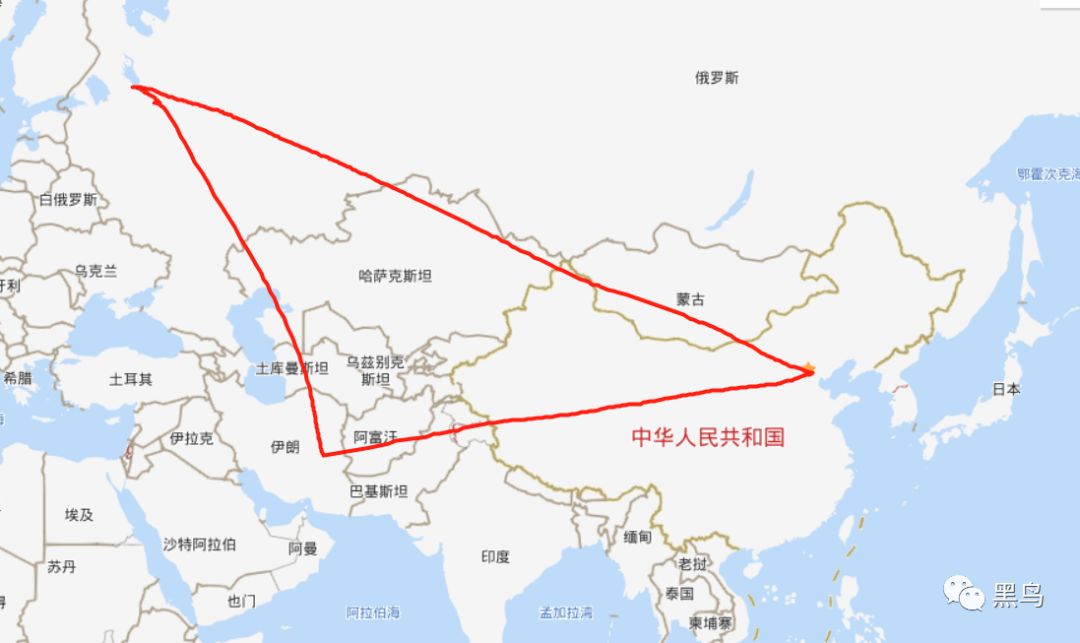 俄罗斯
鄂霍次克海
白俄罗斯
乌克兰
牙利
哈萨克斯坦
蒙古
土库曼斯坦
乌兹别克
斯坦
希腊
土耳其
日本
伊拉克
伊朗
阿富汗
中华人民共和国
巴基斯坦
埃及
沙特阿拉伯
阿曼
印度
缅甸
老挝
苏丹
泰国
也门
阿拉伯海
孟加拉湾
柬埔寨
黑鸟